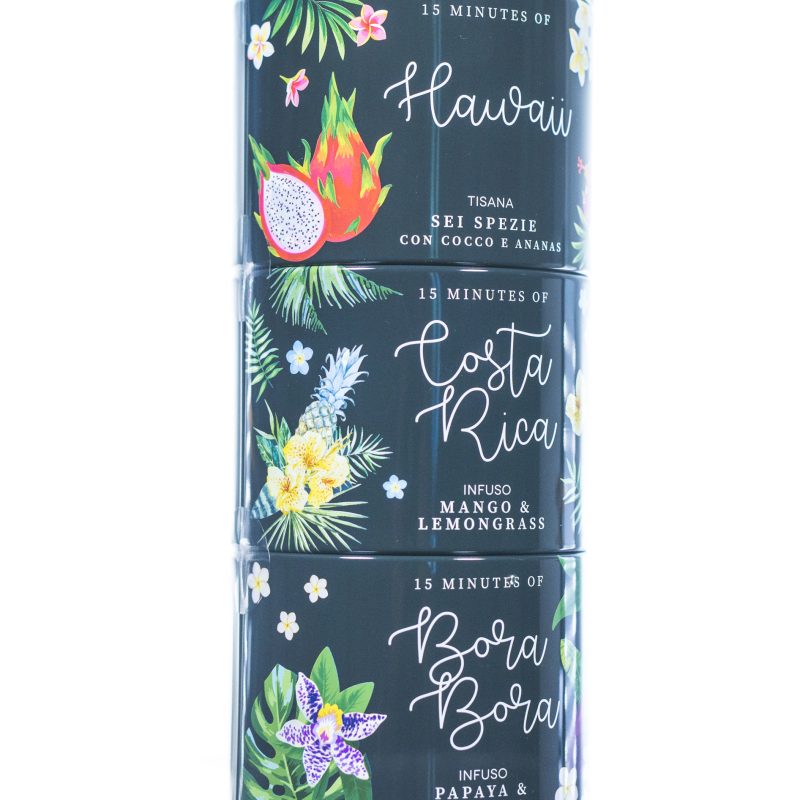 15 MINUTES OF
Hawaii
TISANA
SEI SPEZIE
CON COCCO E ANANAS
15 MINUTES OF
Costa
Rica
INFUSO
MANGO &
LEMONGRASS
15 MINUTES OF
Bora
Bora
INFUSO
PAPAYA &